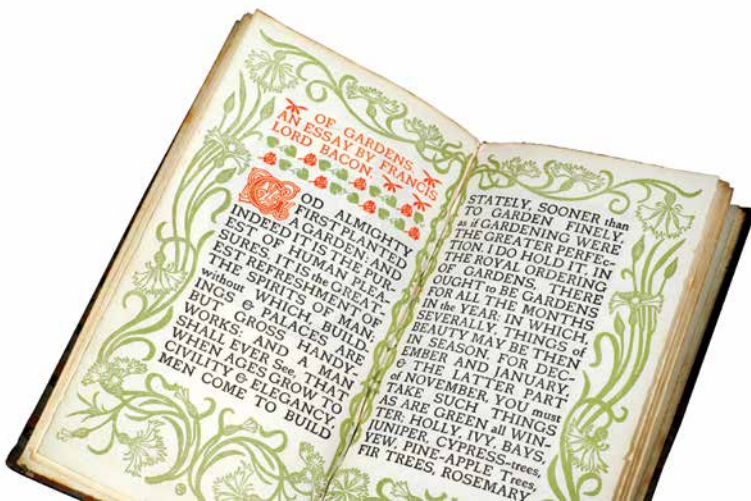 OF GARDENS.
AN ESSAY BY FRANCIS
LORD BACON.
GOD ALMIGHTY
FIRST PLANTED
A GARDEN: AND
INDEED IT IS THE PUR-
EST OF HUMAN PLEA-
SURES. IT IS the GREAT-
EST REFRESHMENT OF
THE SPIRITS OF MAN:
without WHICH, BUILD-
INGS & PALACES ARE
BUT GROSS HANDY-
WORKS: AND A MAN
SHALL EVER See, THAT
WHEN AGES GROW TO
CIVILITY & ELEGANCY,
MEN COME TO BUILD
STATELY, SOONER than
TO GARDEN FINELY,
as if GARDENING WERE
THE GREATER PERFEC-
TION. I DO HOLD IT, IN
THE ROYAL ORDERING
OF GARDENS, THERE
OUGHT to BE GARDENS
FOR ALL THE MONTHS
IN the YEAR: IN WHICH,
SEVERALLY, THINGS of
BEAUTY MAY BE THEN
IN SEASON. FOR DEC-
EMBER AND JANUARY,
& THE LATTER PART
of NOVEMBER, YOU must
TAKE SUCH THINGS
AS ARE GREEN all WIN-
TER: HOLLY, IVY, BAYS,
JUNIPER, CYPRESS-trees,
YEW, PINE-APPLE Trees,
FIR TREES, ROSEMARY,